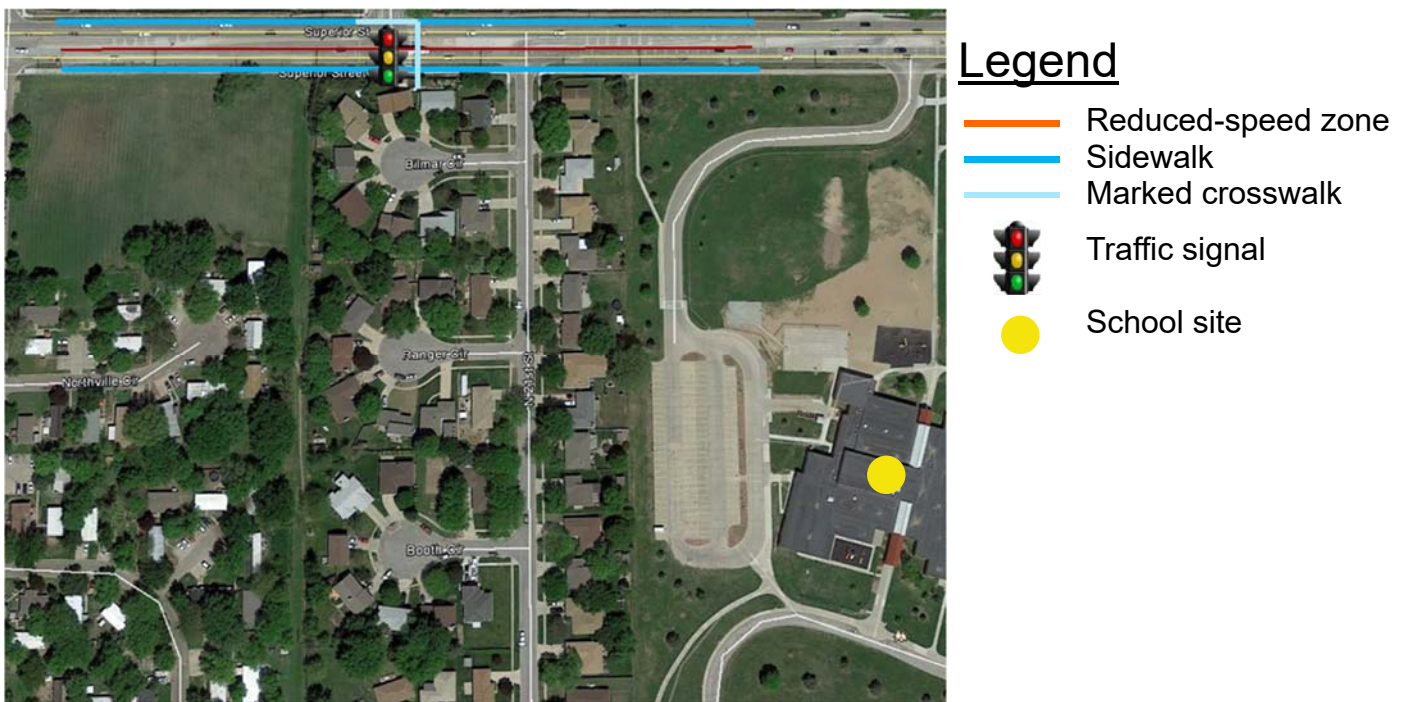 Superior St
Superior Street
Bilmar Cir
Ranger Cir
Northville Cir
N 21st St
Booth Cir
Legend
Reduced-speed zone
Sidewalk
Marked crosswalk
Traffic signal
School site